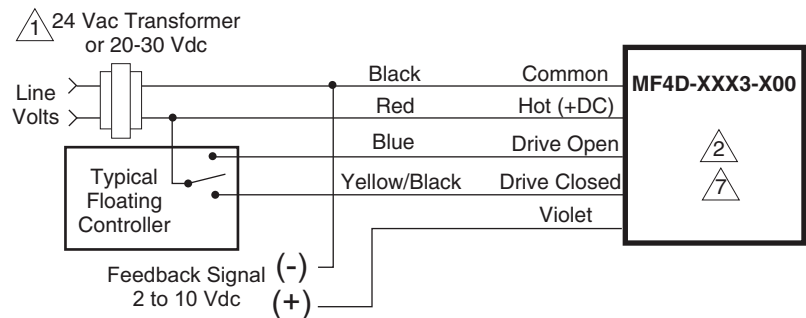 1
24 Vac Transformer
or 20-30 Vdc
Line
Volts
Black
Common
Red
Hot (+DC)
Blue
Drive Open
Yellow/Black
Drive Closed
Violet
MF4D-XXX3-X00
2
7
Typical
Floating
Controller
Feedback Signal
2 to 10 Vdc
(-)
(+)